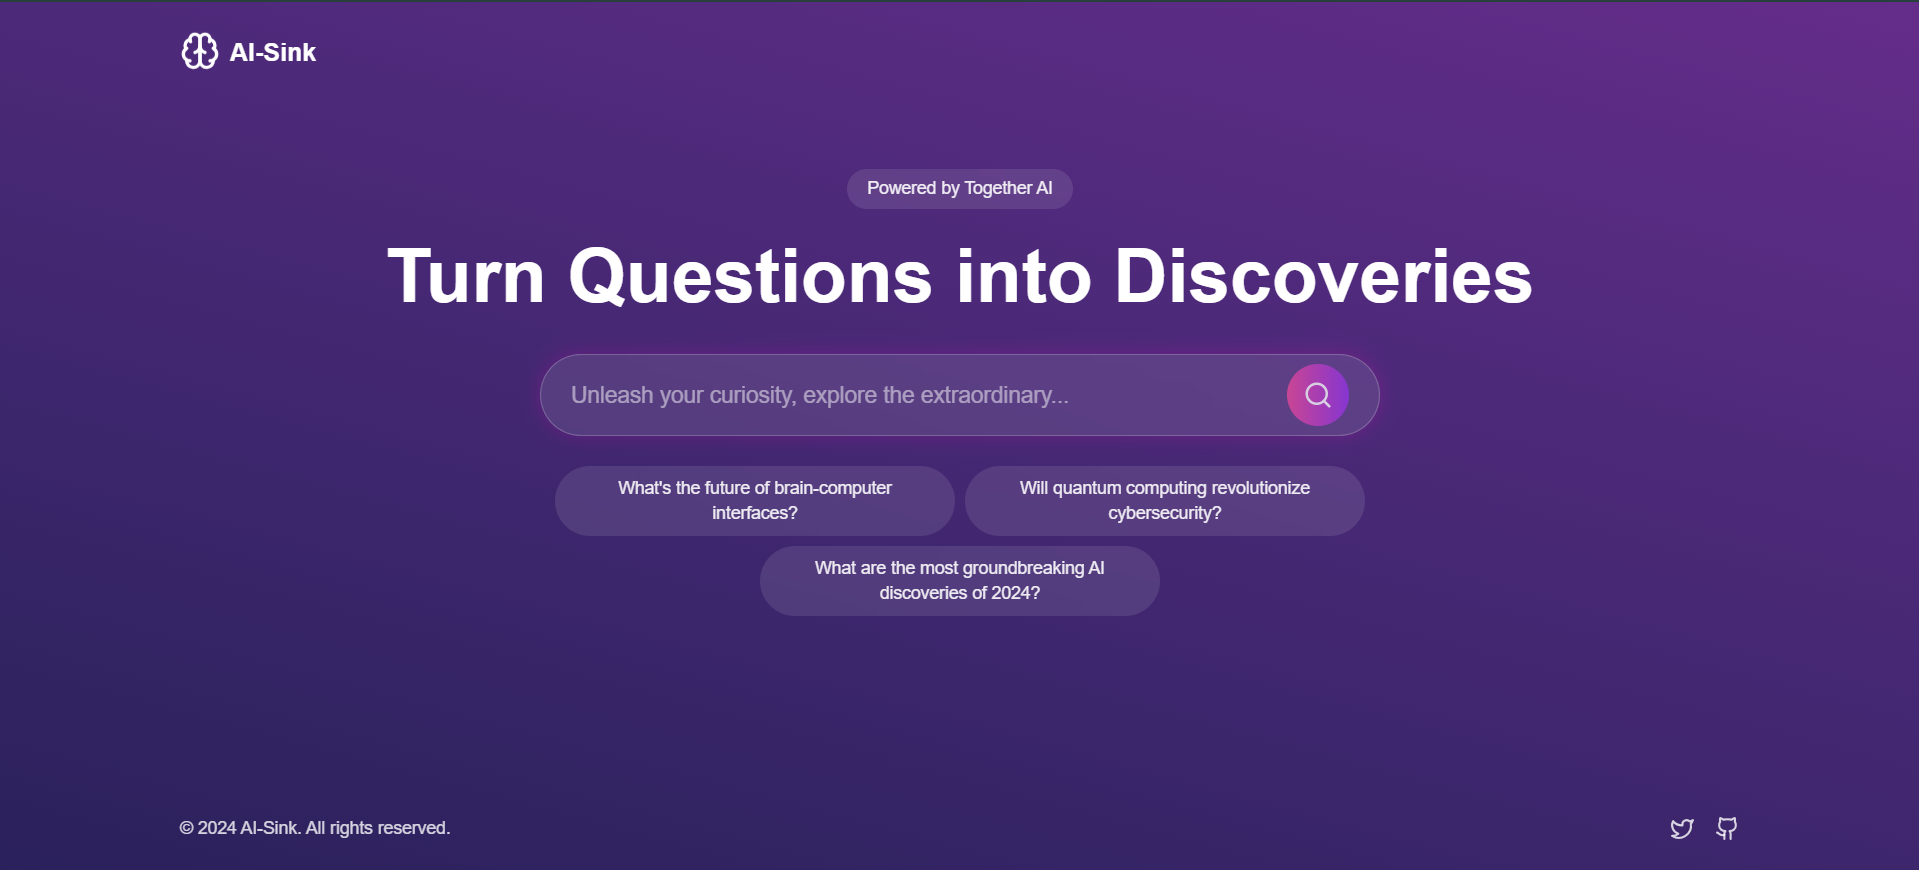 AI-Sink
Powered by Together AI
Turn Questions into Discoveries
Unleash your curiosity, explore the extraordinary...
What's the future of brain-computer
interfaces?
Will quantum computing revolutionize
cybersecurity?
What are the most groundbreaking AI
discoveries of 2024?
© 2024 AI-Sink. All rights reserved.